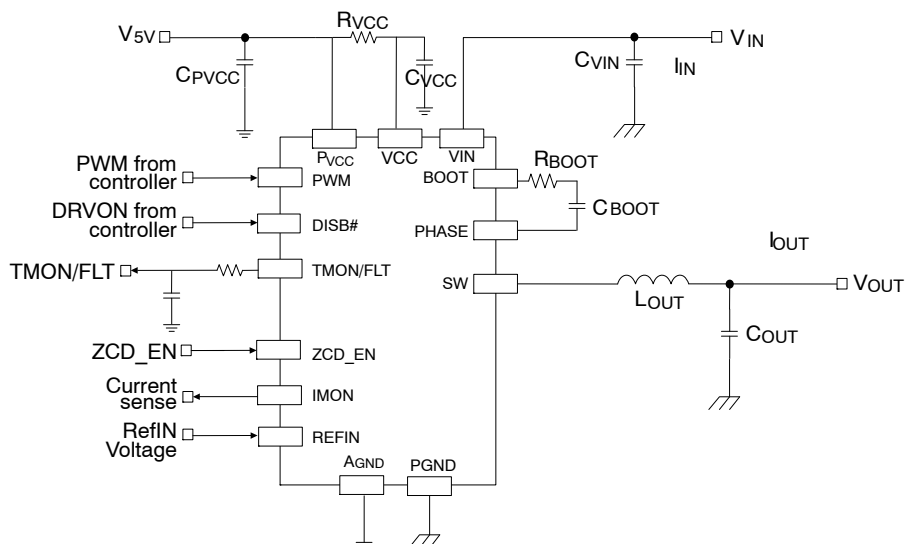 RVCC
V5V
VIN
CPVCC
CVCC
CVIN
IIN
PVCC
VCC
VIN
PWM from
controller
PWM
BOOT
RBOOT
CBOOT
DRVON from
controller
DISB#
PHASE
IOUT
TMON/FLT
TMON/FLT
SW
LOUT
VOUT
COUT
ZCD_EN
ZCD_EN
Current
sense
IMON
RefIN
Voltage
REFIN
AGND
PGND